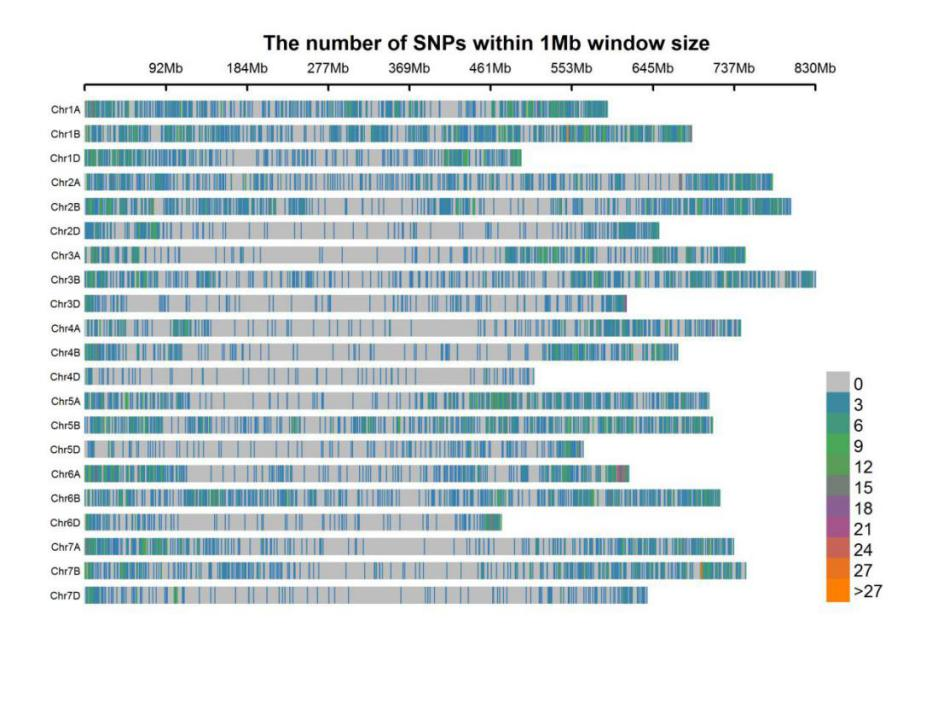 The number of SNPs within 1Mb window size
92Mb 184Mb 277Mb 369Mb 461Mb 553Mb 645Mb 737Mb 830Mb
Chr1A
Chr1B
Chr1D
Chr2A
Chr2B
Chr2D
Chr3A
Chr3B
Chr3D
Chr4A
Chr4B
Chr4D
Chr5A
Chr5B
Chr5D
Chr6A
Chr6B
Chr6D
Chr7A
Chr7B
Chr7D
0
3
6
9
12
15
18
21
24
27
>27